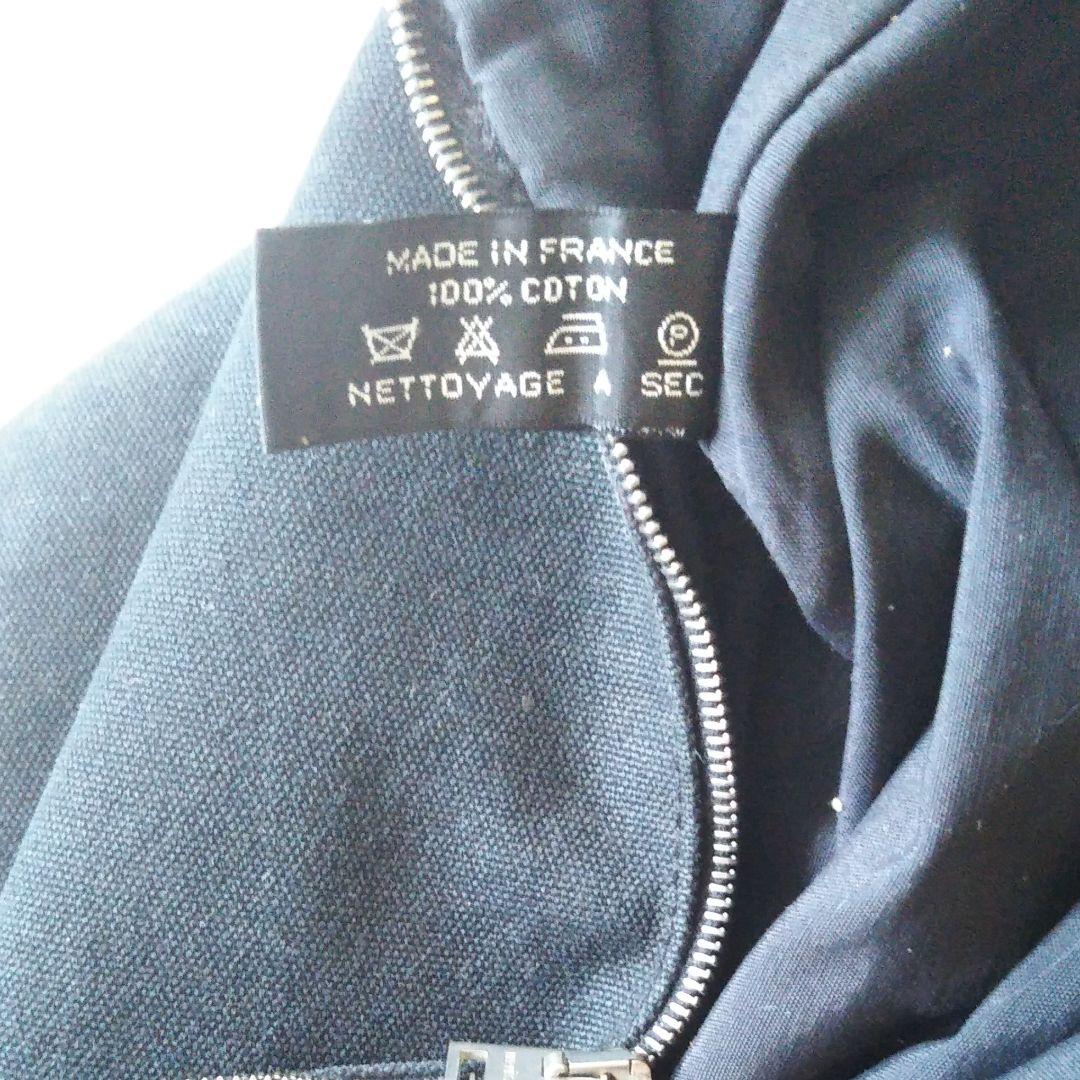 MADE IN FRANCE
100% COTON
P
NETTOYAGE A SEC